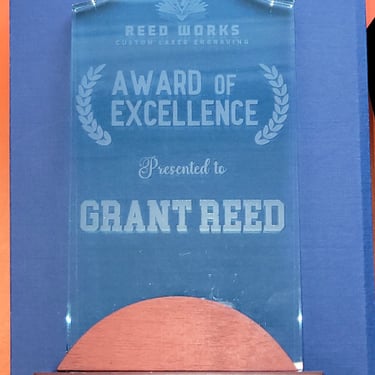 REED WORKS
CUSTOM LASER ENGRAVING
AWARD OF
EXCELLENCE
Presented to
GRANT REED